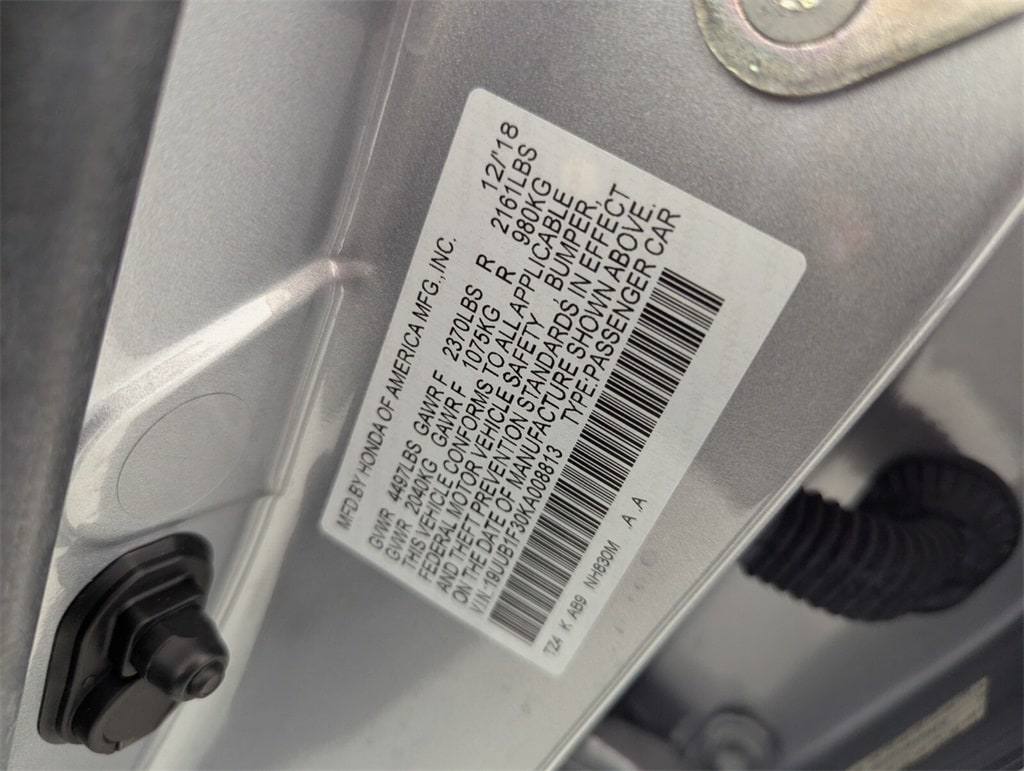 MFD.BY HONDA OF AMERICA MFG.,INC. 12/'18
GVWR 4497LBS GAWR F 2370LBS R 2161LBS
GVWR 2040KG GAWR F 1075KG R 980KG
THIS VEHICLE CONFORMS TO ALL APPLICABLE
FEDERAL MOTOR VEHICLE SAFETY, BUMPER,
AND THEFT PREVENTION STANDARDS IN EFFECT
ON THE DATE OF MANUFACTURE SHOWN ABOVE.
V.I.N.:19UUB1F30KA008813 TYPE:PASSENGER CAR
TZ4 K AB9 NH830M A A